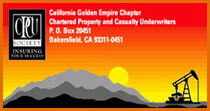 CPCU
SOCIETY
INSURING
YOUR SUCCESS
California Golden Empire Chapter
Chartered Property and Casualty Underwriters
P. O. Box 20451
Bakersfield, CA 93311-0451